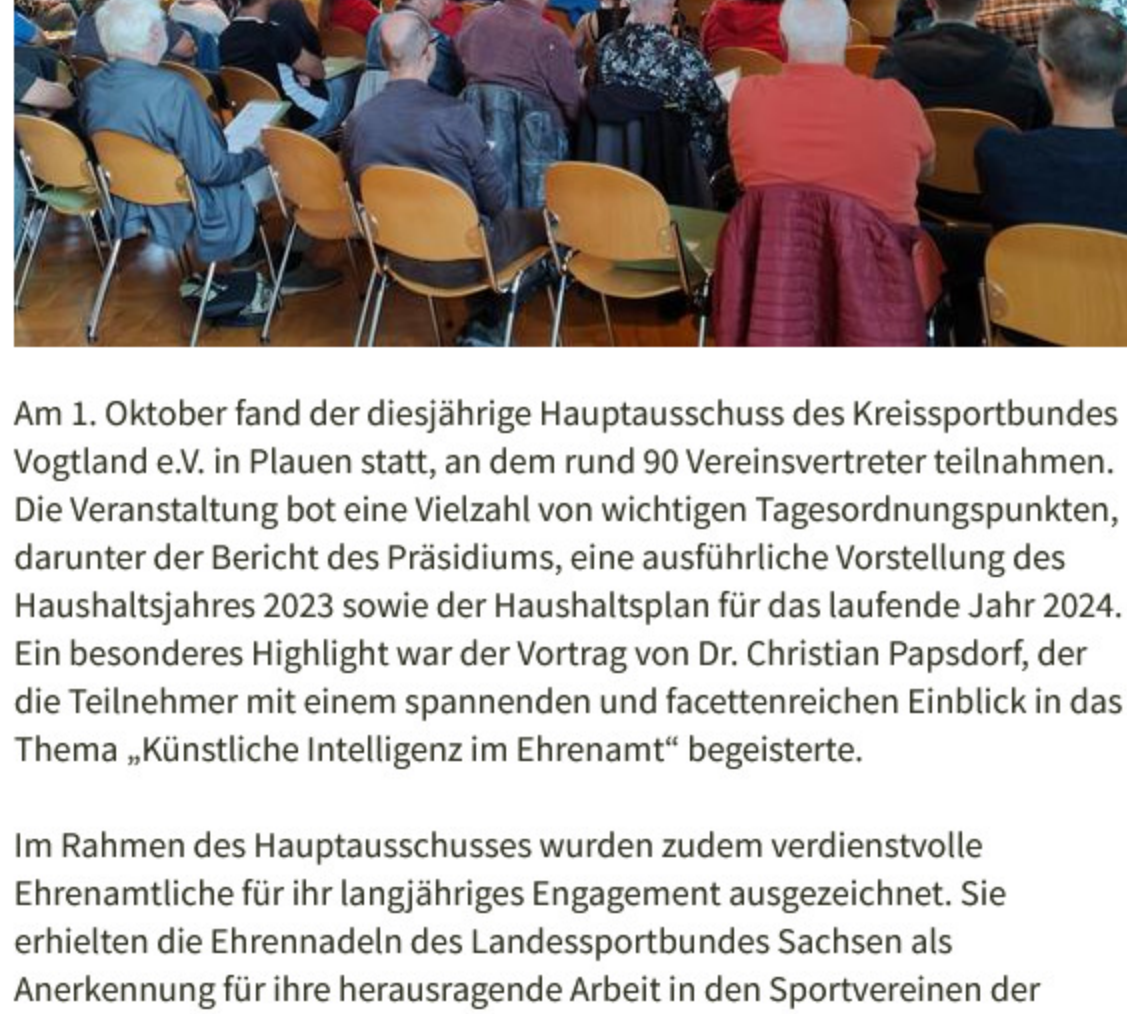 Am 1. Oktober fand der diesjährige Hauptausschuss des Kreissportbundes
Vogtland e.V. in Plauen statt, an dem rund 90 Vereinsvertreter teilnahmen.
Die Veranstaltung bot eine Vielzahl von wichtigen Tagesordnungspunkten,
darunter der Bericht des Präsidiums, eine ausführliche Vorstellung des
Haushaltsjahres 2023 sowie der Haushaltsplan für das laufende Jahr 2024.
Ein besonderes Highlight war der Vortrag von Dr. Christian Papsdorf, der
die Teilnehmer mit einem spannenden und facettenreichen Einblick in das
Thema „Künstliche Intelligenz im Ehrenamt“ begeisterte.
Im Rahmen des Hauptausschusses wurden zudem verdienstvolle
Ehrenamtliche für ihr langjähriges Engagement ausgezeichnet. Sie
erhielten die Ehrennadeln des Landessportbundes Sachsen als
Anerkennung für ihre herausragende Arbeit in den Sportvereinen der